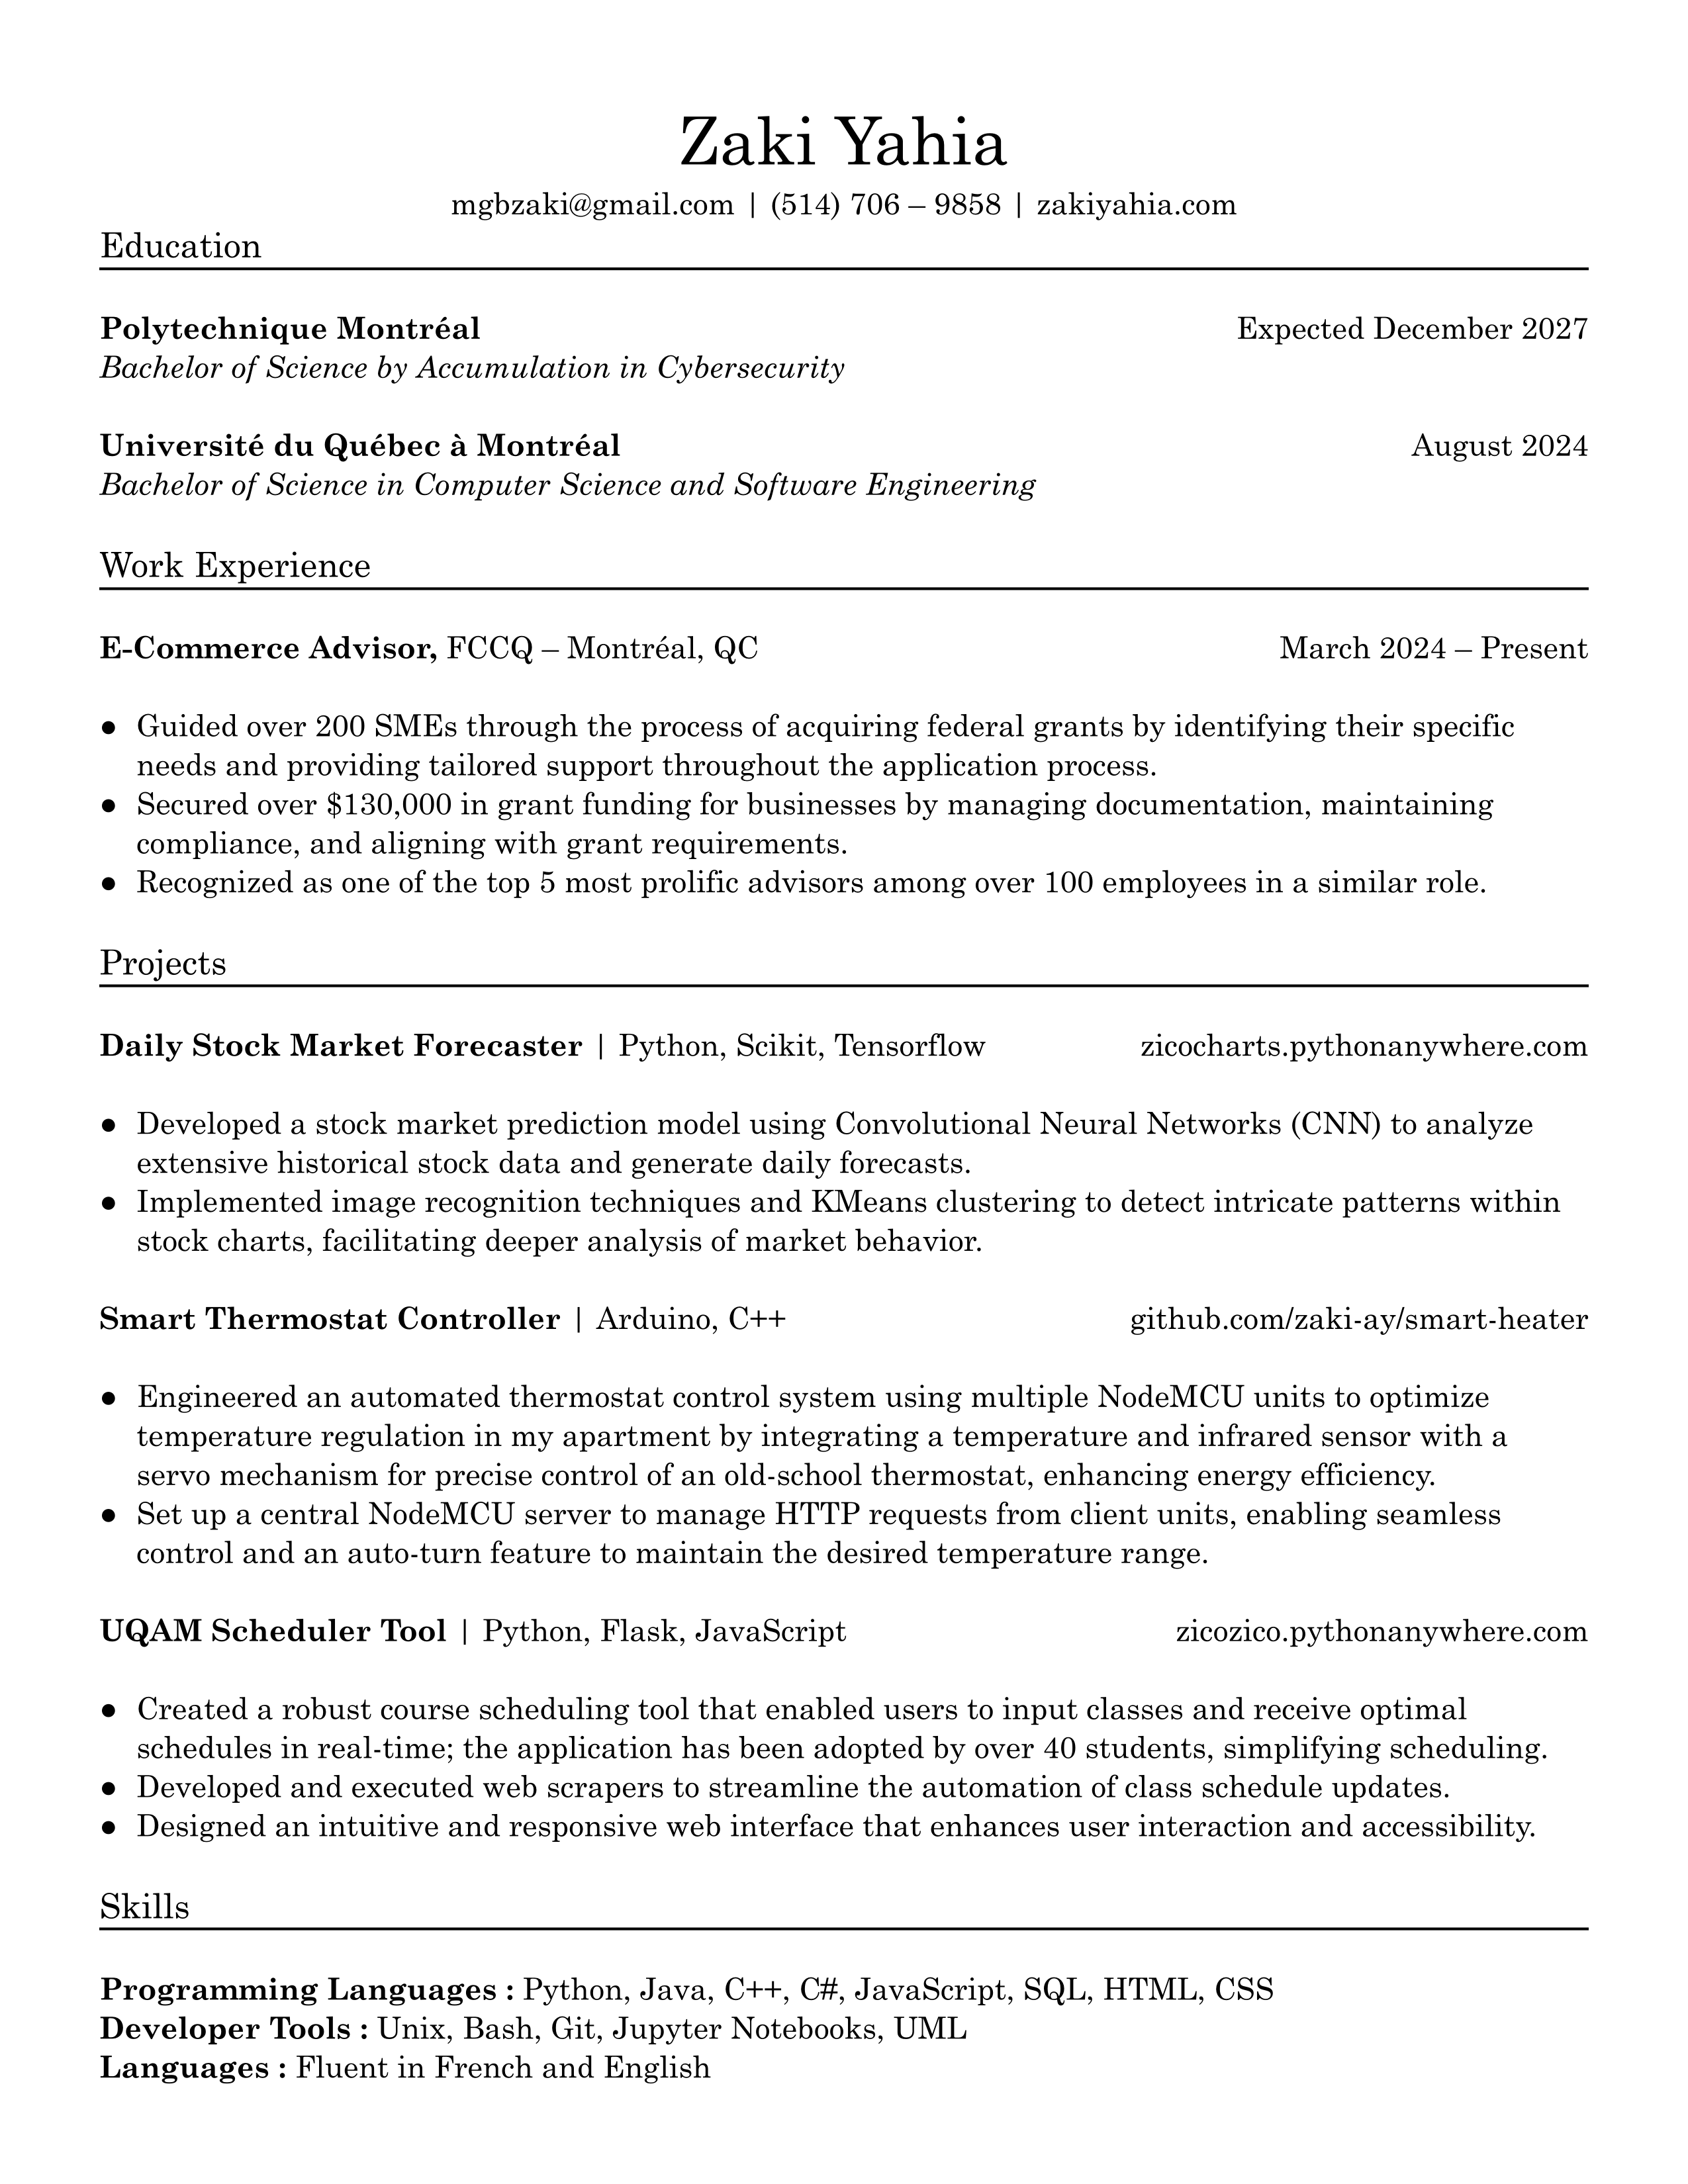 Zaki Yahia
mgbzaki@gmail.com | (514) 706 – 9858 | zakiyahia.com
Education
Polytechnique Montréal Expected December 2027
Bachelor of Science by Accumulation in Cybersecurity
Université du Québec à Montréal August 2024
Bachelor of Science in Computer Science and Software Engineering
Work Experience
E-Commerce Advisor, FCCQ – Montréal, QC March 2024 – Present
● Guided over 200 SMEs through the process of acquiring federal grants by identifying their specific
needs and providing tailored support throughout the application process.
● Secured over $130,000 in grant funding for businesses by managing documentation, maintaining
compliance, and aligning with grant requirements.
● Recognized as one of the top 5 most prolific advisors among over 100 employees in a similar role.
Projects
Daily Stock Market Forecaster | Python, Scikit, Tensorflow zicocharts.pythonanywhere.com
● Developed a stock market prediction model using Convolutional Neural Networks (CNN) to analyze
extensive historical stock data and generate daily forecasts.
● Implemented image recognition techniques and KMeans clustering to detect intricate patterns within
stock charts, facilitating deeper analysis of market behavior.
Smart Thermostat Controller | Arduino, C++ github.com/zaki-ay/smart-heater
● Engineered an automated thermostat control system using multiple NodeMCU units to optimize
temperature regulation in my apartment by integrating a temperature and infrared sensor with a
servo mechanism for precise control of an old-school thermostat, enhancing energy efficiency.
● Set up a central NodeMCU server to manage HTTP requests from client units, enabling seamless
control and an auto-turn feature to maintain the desired temperature range.
UQAM Scheduler Tool | Python, Flask, JavaScript zicozico.pythonanywhere.com
● Created a robust course scheduling tool that enabled users to input classes and receive optimal
schedules in real-time; the application has been adopted by over 40 students, simplifying scheduling.
● Developed and executed web scrapers to streamline the automation of class schedule updates.
● Designed an intuitive and responsive web interface that enhances user interaction and accessibility.
Skills
Programming Languages : Python, Java, C++, C#, JavaScript, SQL, HTML, CSS
Developer Tools : Unix, Bash, Git, Jupyter Notebooks, UML
Languages : Fluent in French and English